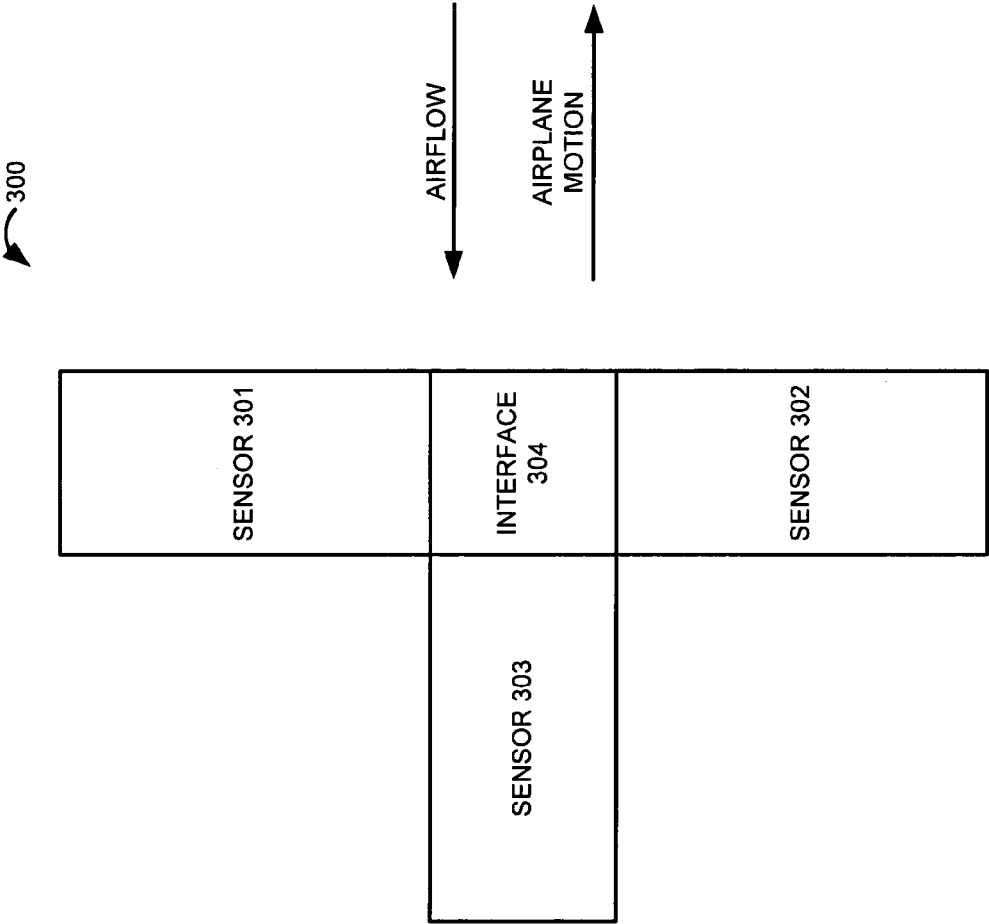 300
AIRFLOW
AIRPLANE
MOTION
SENSOR 301
INTERFACE
304
SENSOR 302
SENSOR 303